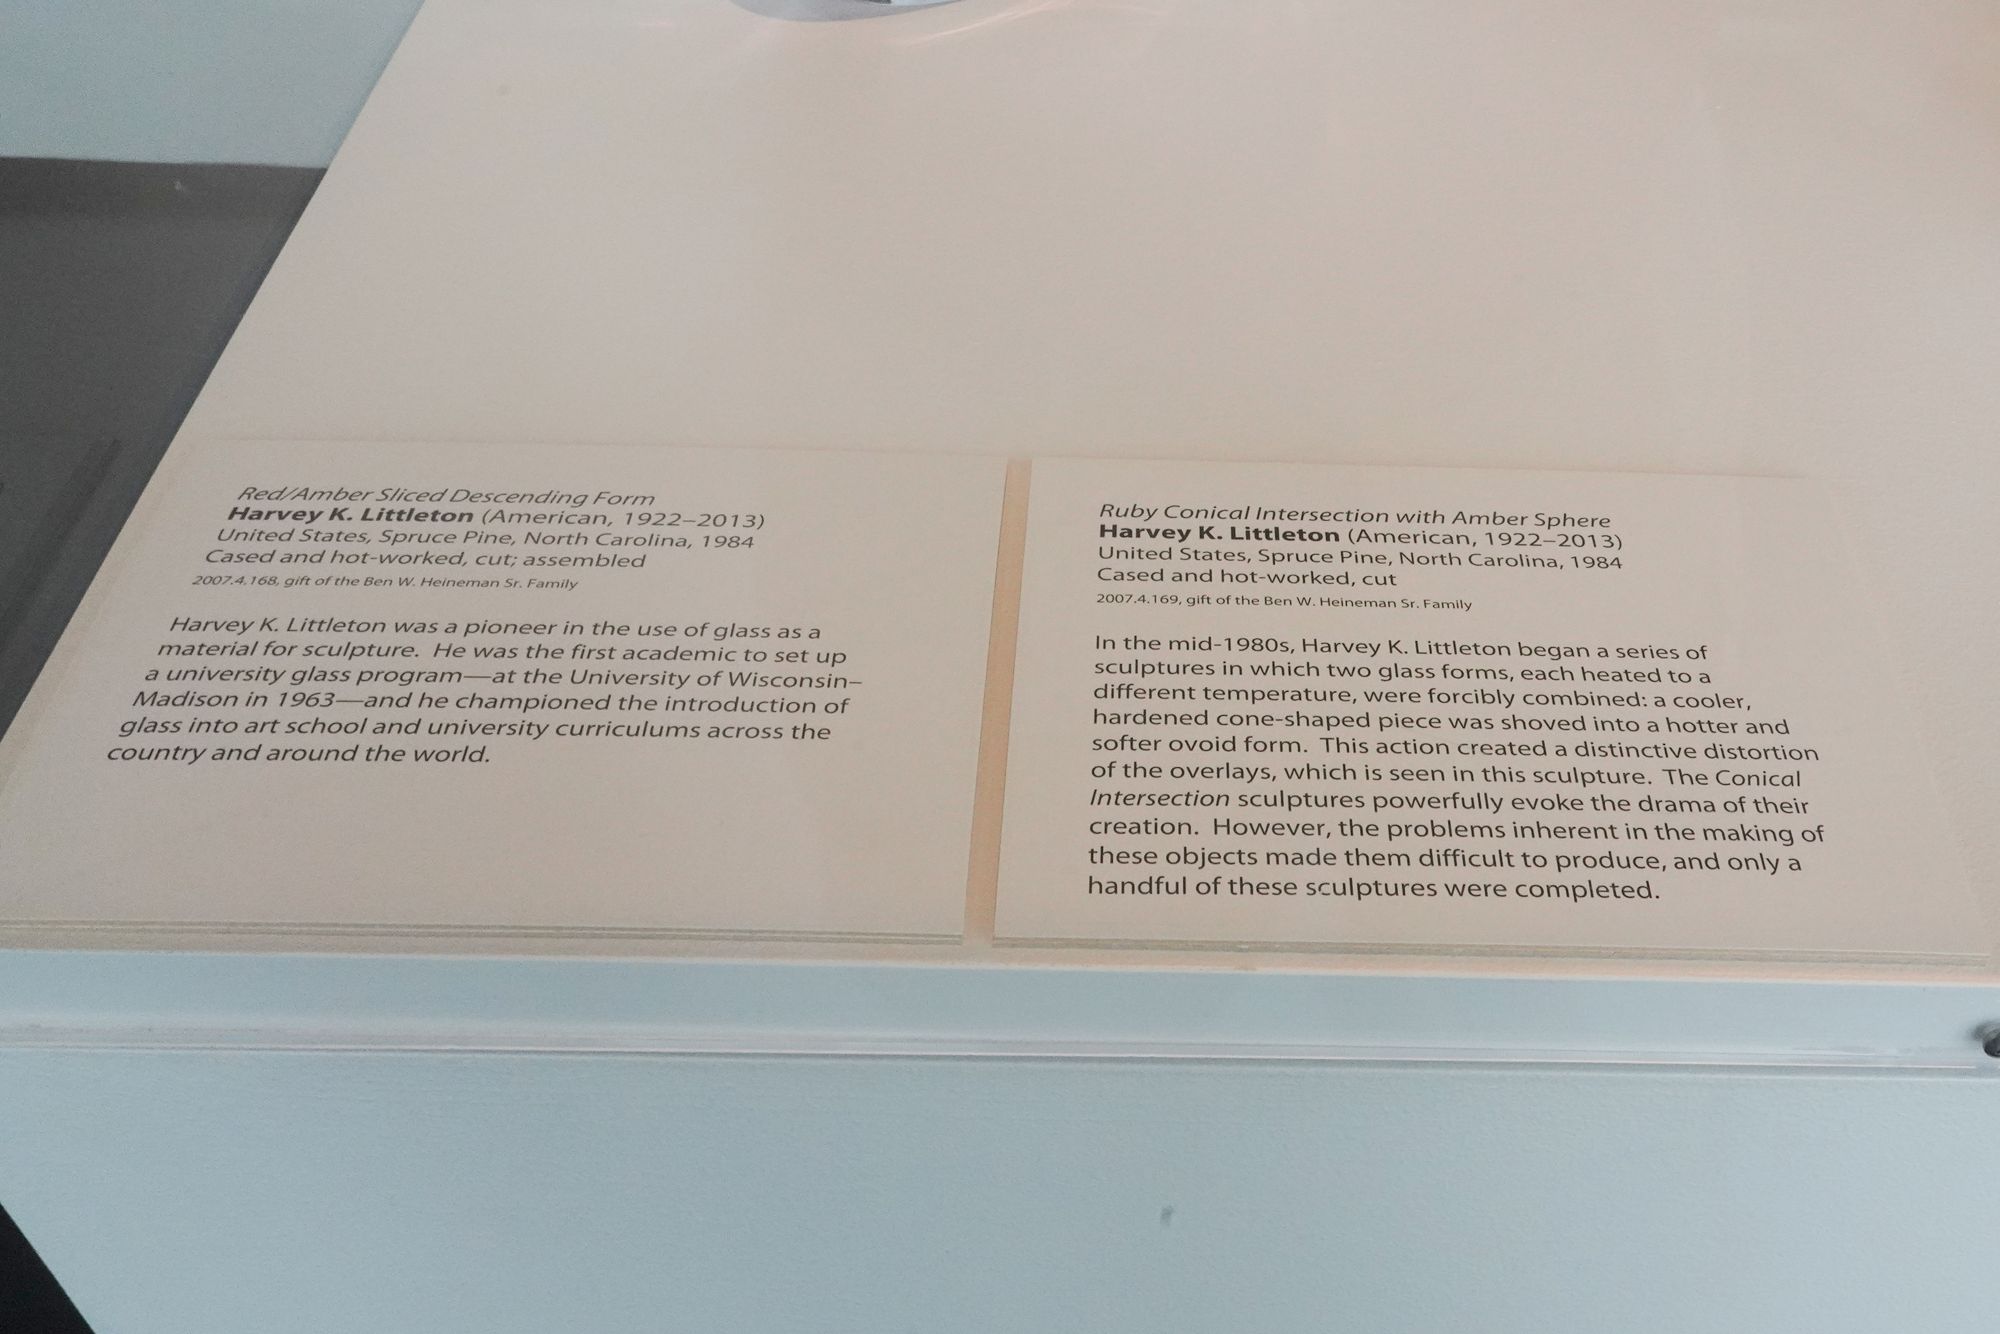 Red/Amber Sliced Descending Form
Harvey K. Littleton (American, 1922–2013)
United States, Spruce Pine, North Carolina, 1984
Cased and hot-worked, cut; assembled
2007.4.168, gift of the Ben W. Heineman Sr. Family
Harvey K. Littleton was a pioneer in the use of glass as a
material for sculpture. He was the first academic to set up
a university glass program—at the University of Wisconsin–
Madison in 1963—and he championed the introduction of
glass into art school and university curriculums across the
country and around the world.
Ruby Conical Intersection with Amber Sphere
Harvey K. Littleton (American, 1922–2013)
United States, Spruce Pine, North Carolina, 1984
Cased and hot-worked, cut
2007.4.169, gift of the Ben W. Heineman Sr. Family
In the mid-1980s, Harvey K. Littleton began a series of
sculptures in which two glass forms, each heated to a
different temperature, were forcibly combined: a cooler,
hardened cone-shaped piece was shoved into a hotter and
softer ovoid form. This action created a distinctive distortion
of the overlays, which is seen in this sculpture. The Conical
Intersection sculptures powerfully evoke the drama of their
creation. However, the problems inherent in the making of
these objects made them difficult to produce, and only a
handful of these sculptures were completed.